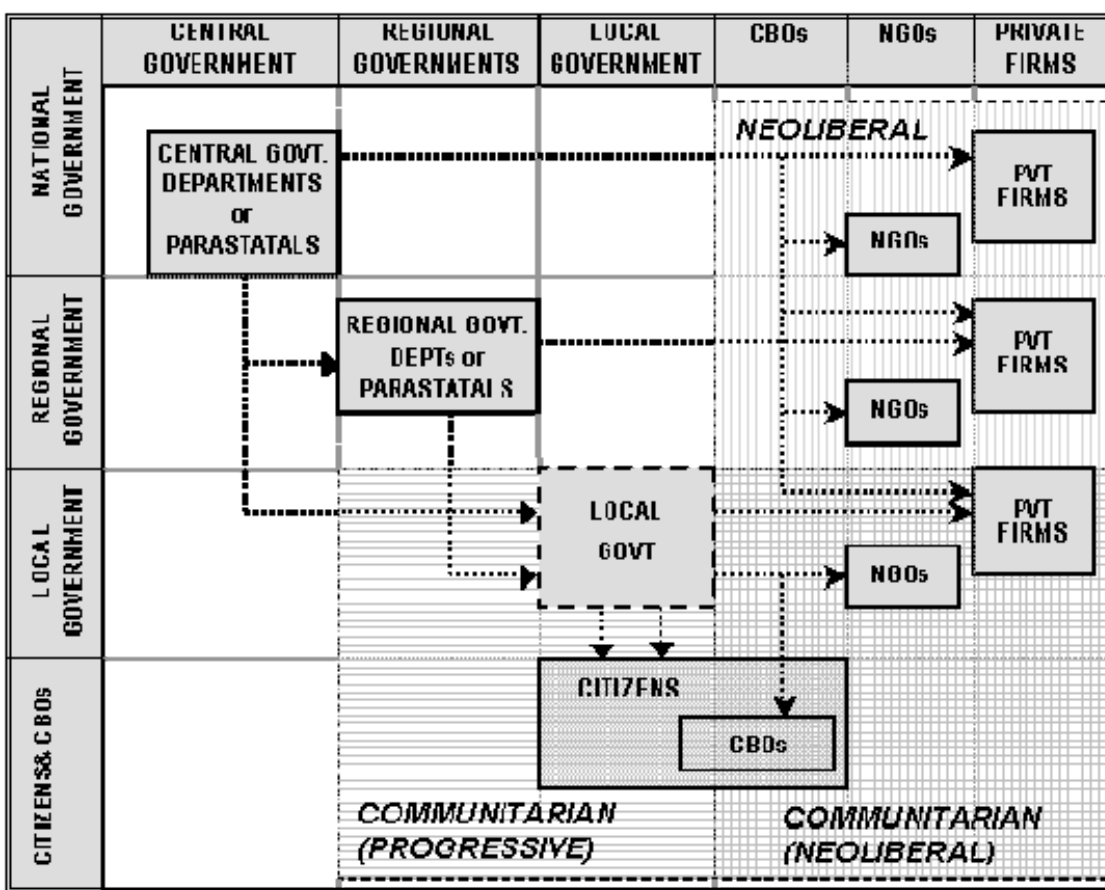 CENTRAL
GOVERNMENT
REGIONAL
GOVERNMENTS
LOCAL
GOVERNMENT
CBOs
NGOs
PRIVATE
FIRMS
NATIONAL
GOVERNMENT
NEOLIBERAL
CENTRAL GOVT.
DEPARTMENTS
or
PARASTATALS
PVT
FIRMS
NGOs
REGIONAL
GOVERNMENT
REGIONAL GOVT.
DEPTs or
PARASTATALS
PVT
FIRMS
NGOs
LOCAL
GOVERNMENT
LOCAL
GOVT
PVT
FIRMS
NGOs
CITIZENS&CBOs
CITIZENS
CBOs
COMMUNITARIAN
(PROGRESSIVE)
COMMUNITARIAN
(NEOLIBERAL)